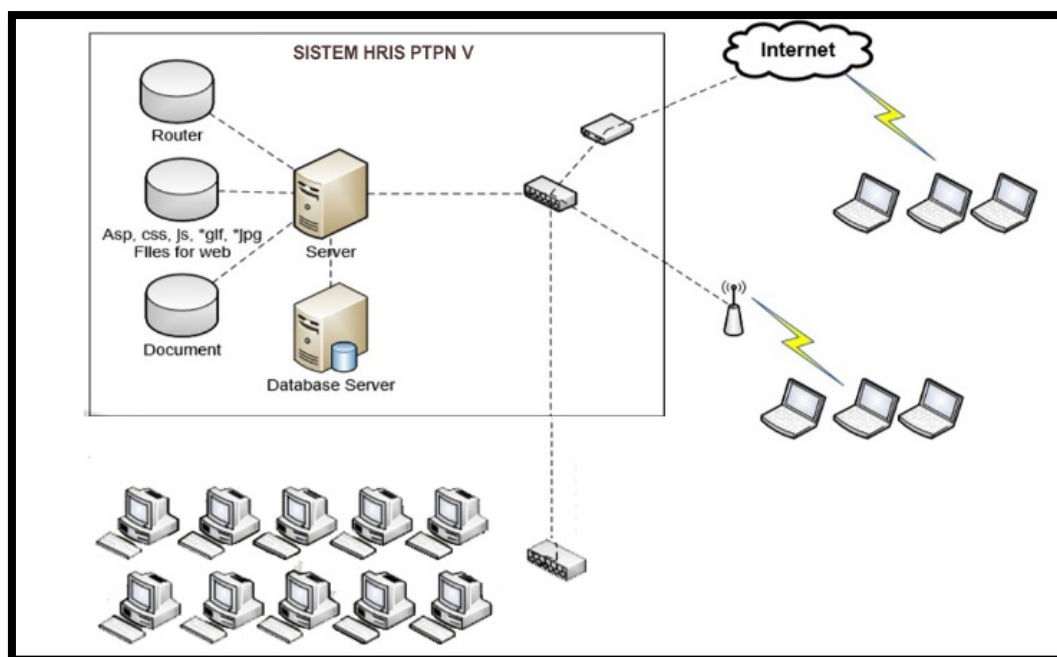 SISTEM HRIS PTPN V
Internet
Router
Asp, css, js, *gif, *jpg
FIles for web
Server
Document
Database Server